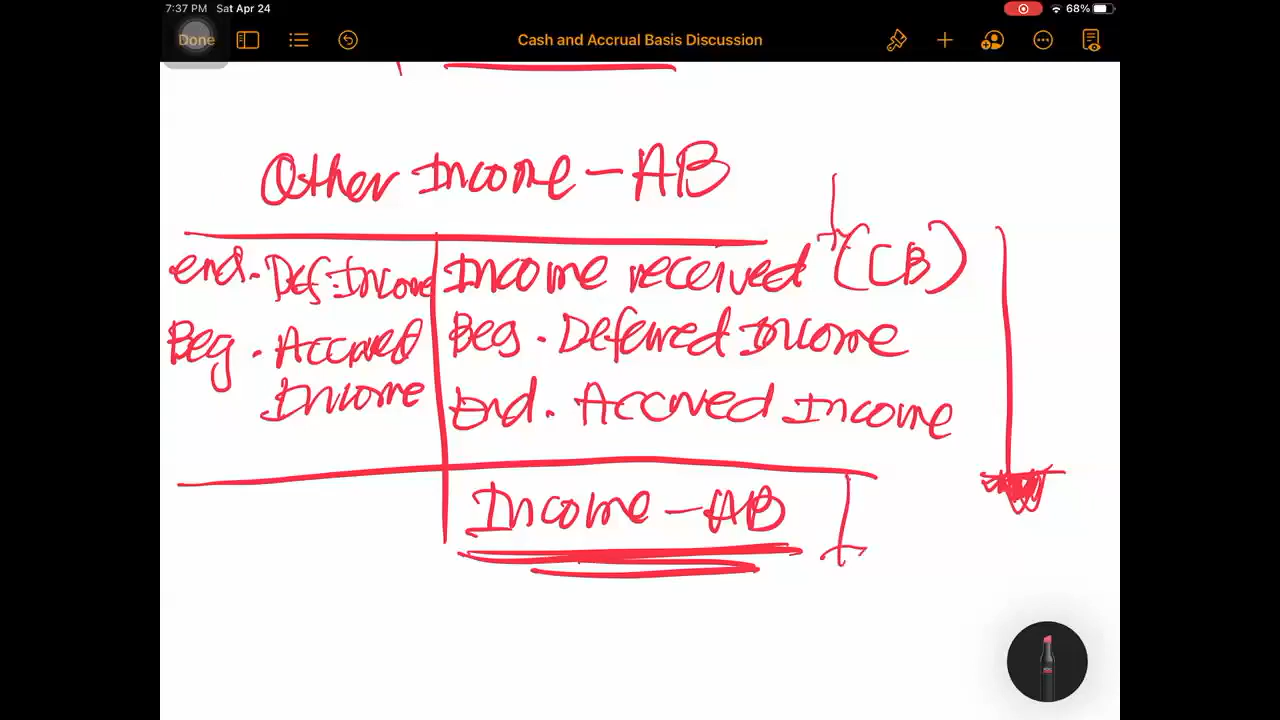 7:37 PM Sat Apr 24
68%
Done
Cash and Accrual Basis Discussion
Other Income - AB
end. Def. Income
Beg. Accrued
Income
Income received (CB)
Beg. Deferred Income
End. Accrued Income
Income - AB